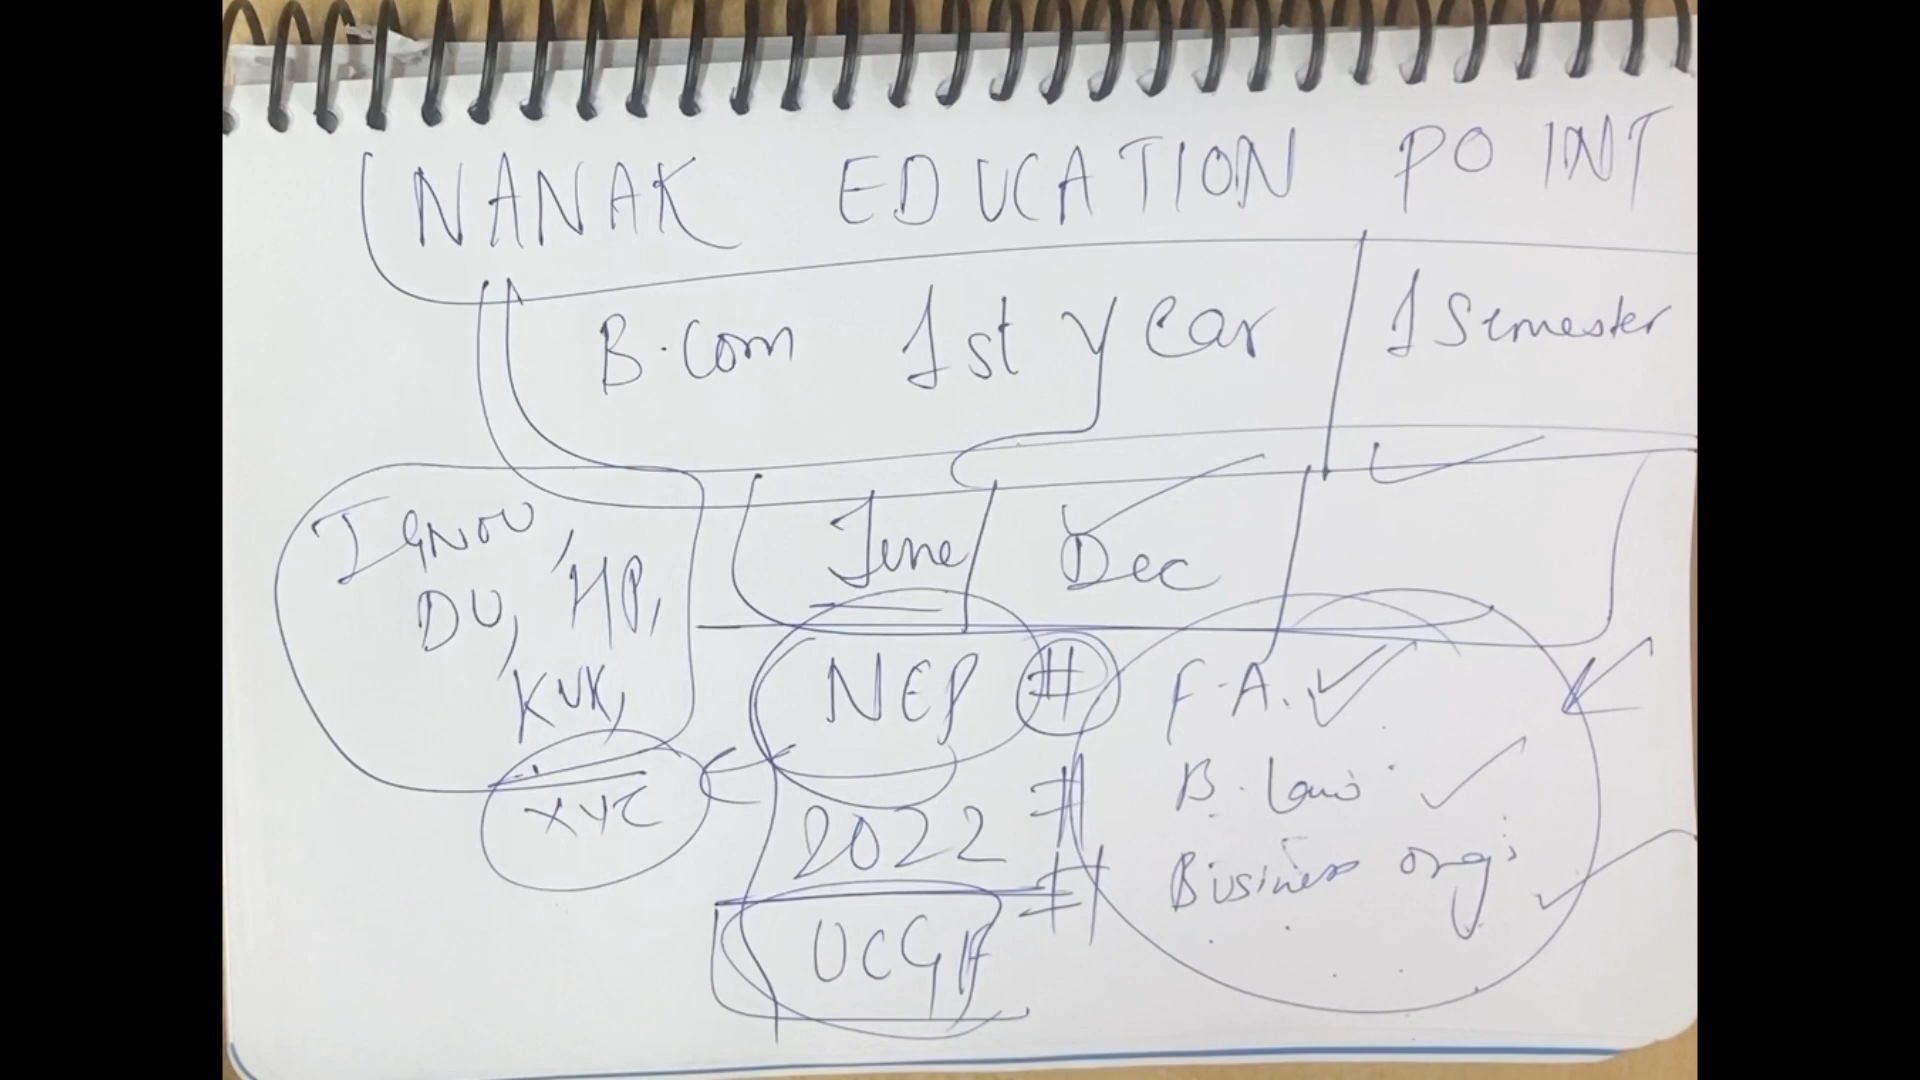 NANAK EDUCATION POINT
B.Com 1st year 1 Semester
IGNOU, HP,
DU,
KUK,
XYZ
June Dec
NEP #
2022 #
#
UCGF
F.A.
B. Law
Business org.